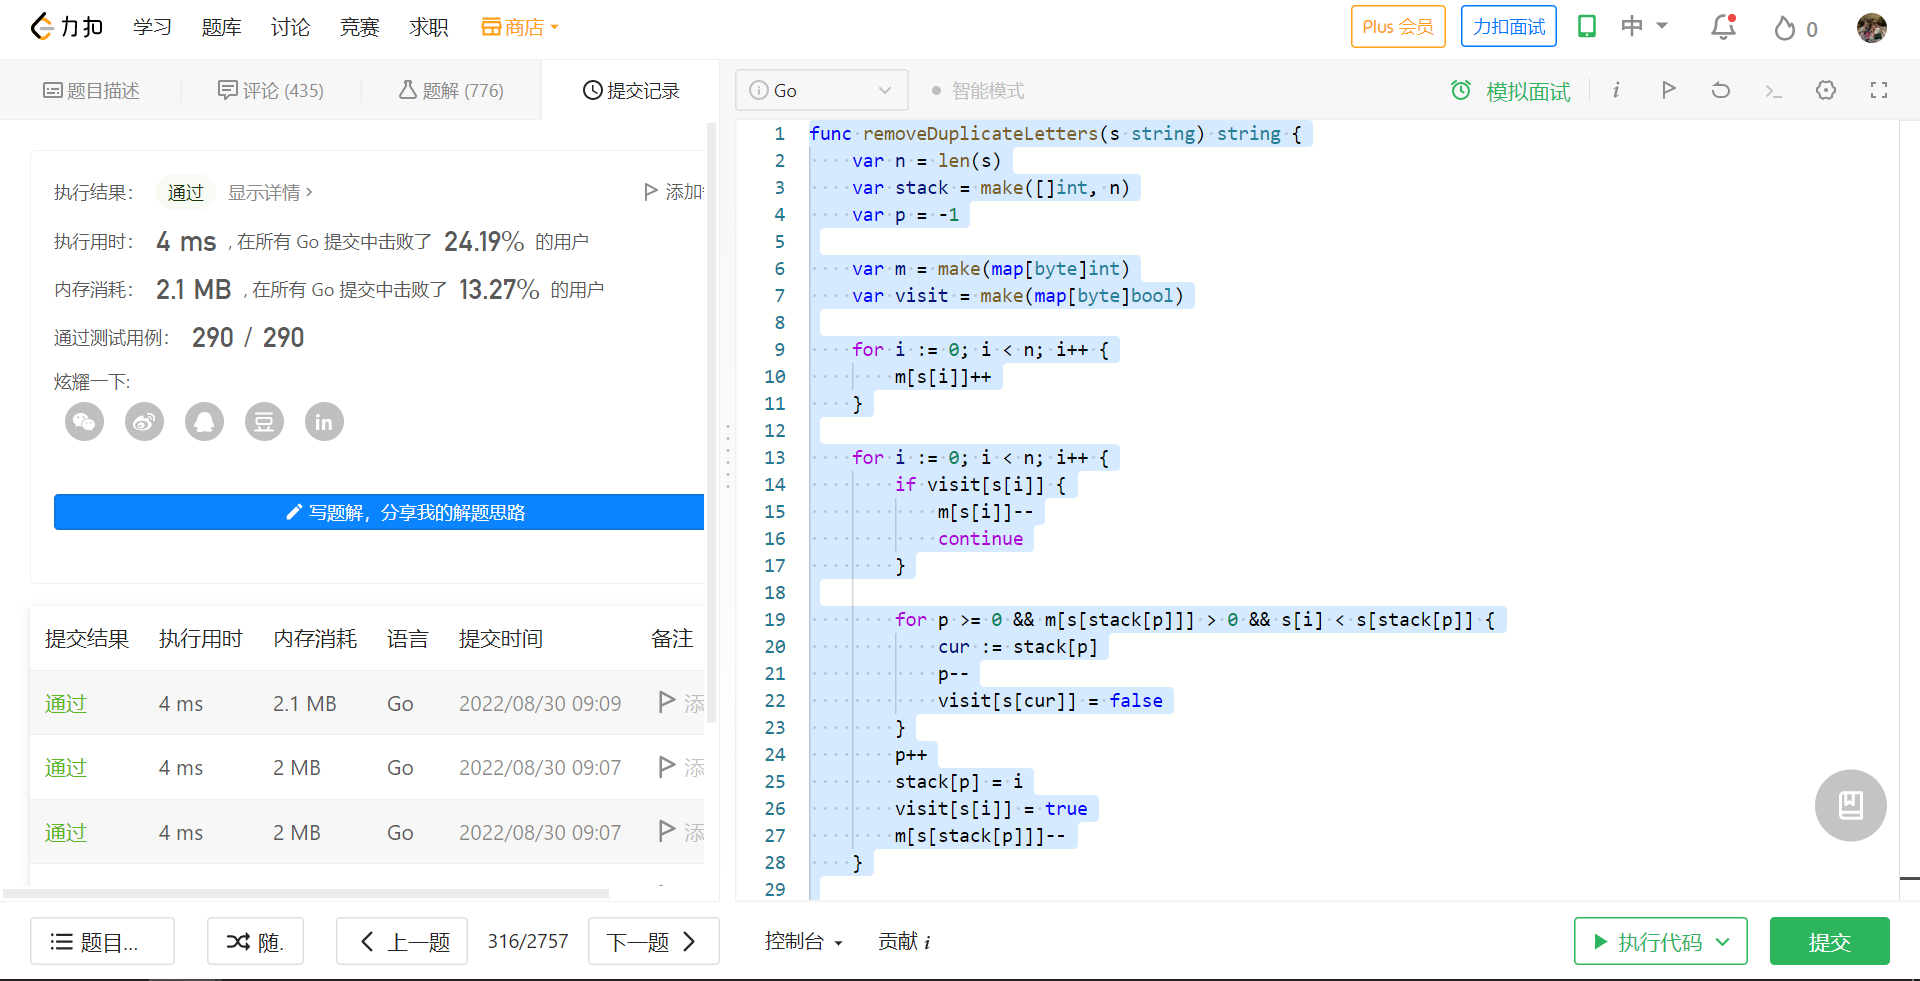 力扣 学习 题库 讨论 竞赛 求职 商店 Plus 会员 力扣面试 中 0
题目描述 评论 (435) 题解 (776) 提交记录
i Go 智能模式 模拟面试 i
执行结果： 通过 显示详情 › 添加
执行用时： 4 ms , 在所有 Go 提交中击败了 24.19% 的用户
内存消耗： 2.1 MB , 在所有 Go 提交中击败了 13.27% 的用户
通过测试用例： 290 / 290
炫耀一下:
豆 in
写题解，分享我的解题思路
提交结果 执行用时 内存消耗 语言 提交时间 备注
通过 4 ms 2.1 MB Go 2022/08/30 09:09 添
通过 4 ms 2 MB Go 2022/08/30 09:07 添
通过 4 ms 2 MB Go 2022/08/30 09:07 添
1 func removeDuplicateLetters(s string) string {
2     var n = len(s)
3     var stack = make([]int, n)
4     var p = -1
5
6     var m = make(map[byte]int)
7     var visit = make(map[byte]bool)
8
9     for i := 0; i < n; i++ {
10         m[s[i]]++
11     }
12
13     for i := 0; i < n; i++ {
14         if visit[s[i]] {
15             m[s[i]]--
16             continue
17         }
18
19         for p >= 0 && m[s[stack[p]]] > 0 && s[i] < s[stack[p]] {
20             cur := stack[p]
21             p--
22             visit[s[cur]] = false
23         }
24         p++
25         stack[p] = i
26         visit[s[i]] = true
27         m[s[stack[p]]]--
28     }
29
题目... 随. 上一题 316/2757 下一题 控制台 贡献 i 执行代码 提交